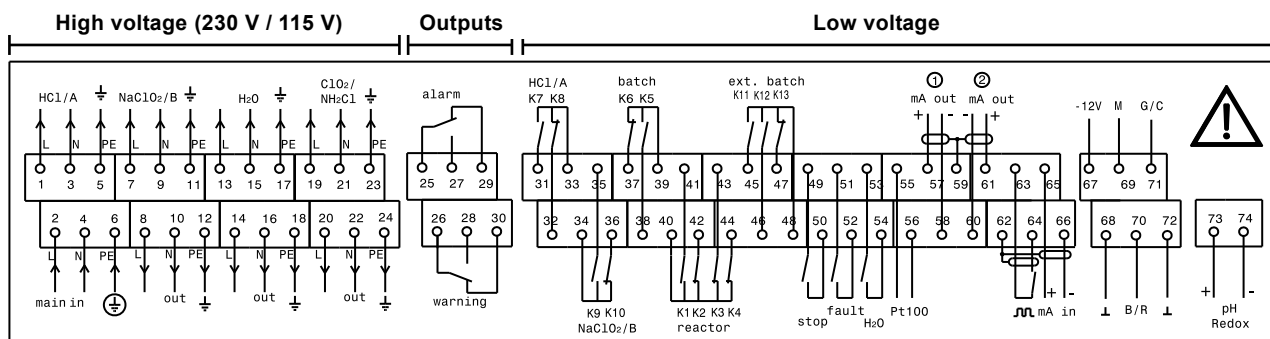 High voltage (230 V / 115 V) Outputs Low voltage
HCl/A NaClO2/B H2O ClO2/
NH2Cl
L N PE L N PE L N PE L N PE
1 3 5 7 9 11 13 15 17 19 21 23
2 4 6 8 10 12 14 16 18 20 22 24
L N PE L N PE L N PE L N PE
main in out out out
alarm
25 27 29
26 28 30
warning
HCl/A batch ext. batch ① ②
K7 K8 K6 K5 K11 K12 K13 mA out mA out
+ - - +
31 33 35 37 39 41 43 45 47 49 51 53 55 57 59 61 63 65
32 34 36 38 40 42 44 46 48 50 52 54 56 58 60 62 64 66
K9 K10 K1 K2 K3 K4 stop fault H2O Pt100 + -
NaClO2/B reactor mA in
-12V M G/C
67 69 71
68 70 72
⊥ B/R ⊥
73 74
+ -
pH
Redox
!